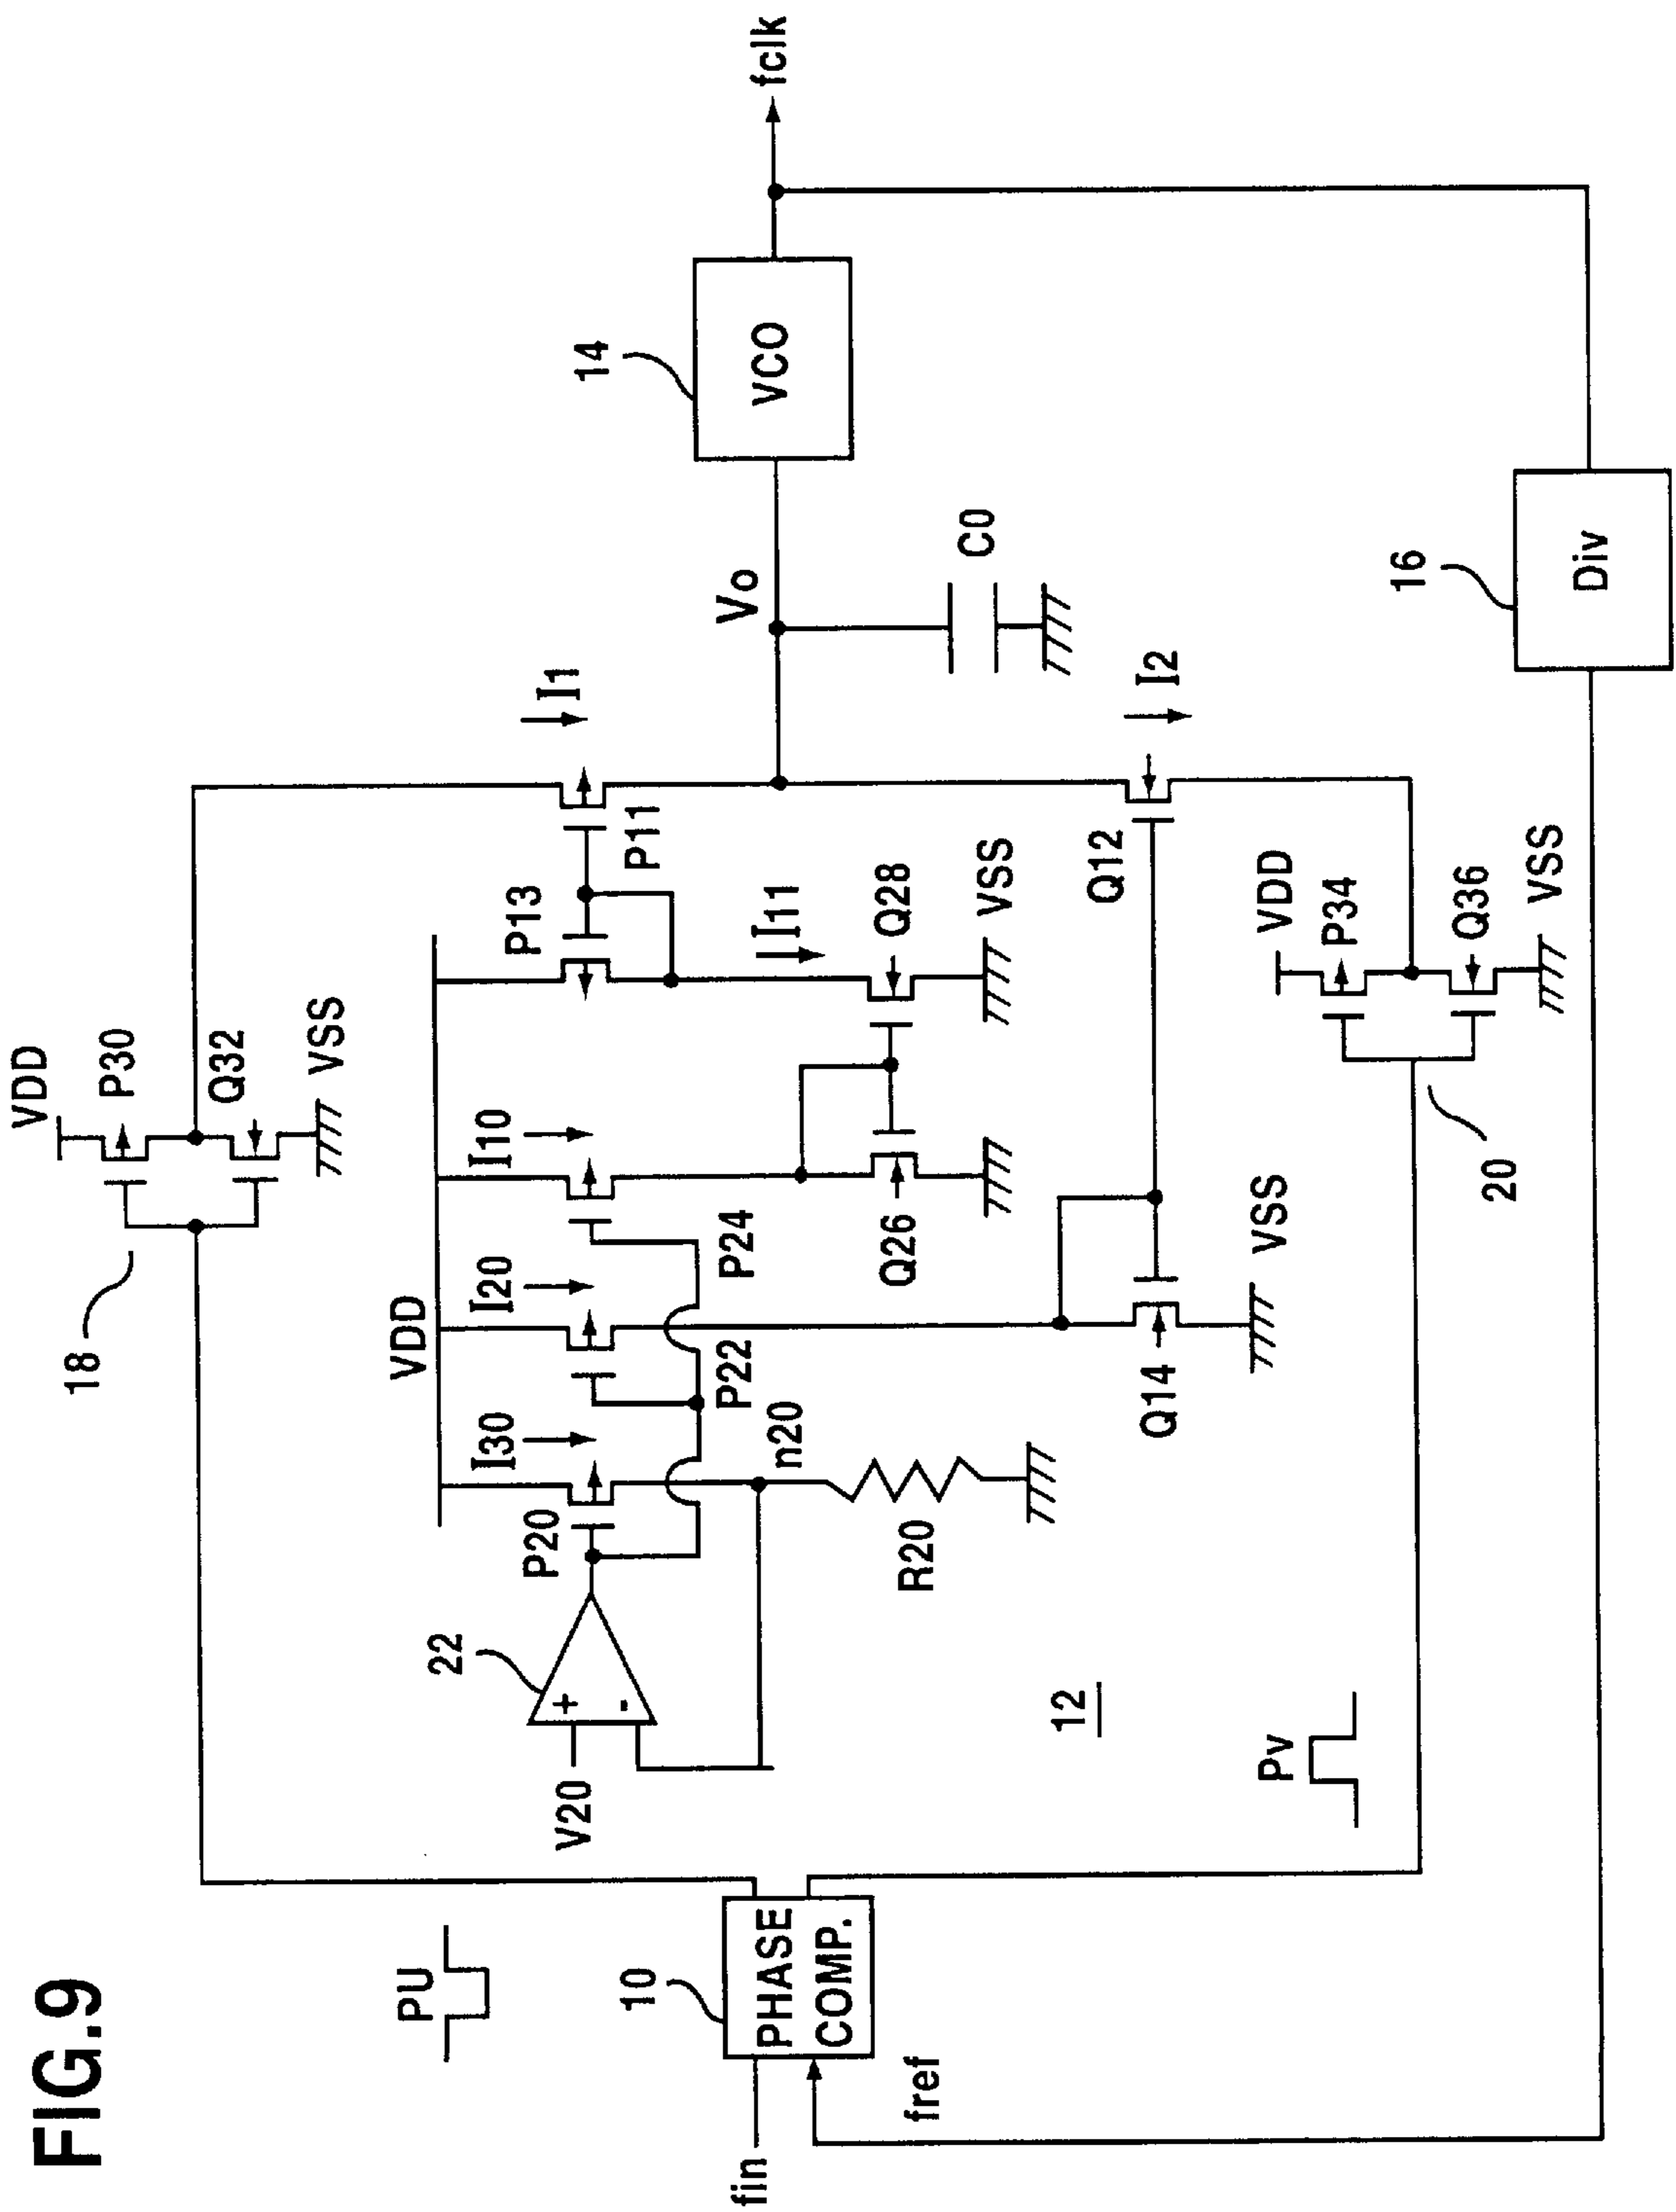 FIG.9
VDD
P30
18
Q32
VSS
PU
VDD
I30
I20
I10
P13
I1
P20
P22
P24
P11
22
+
-
V20
n20
R20
I11
Q28
VSS
Q26
Vo
14
VCO
fclk
C0
10
PHASE
COMP.
fin
fref
12
Q14
VSS
Q12
I2
Pv
VDD
P34
Q36
VSS
20
16
Div